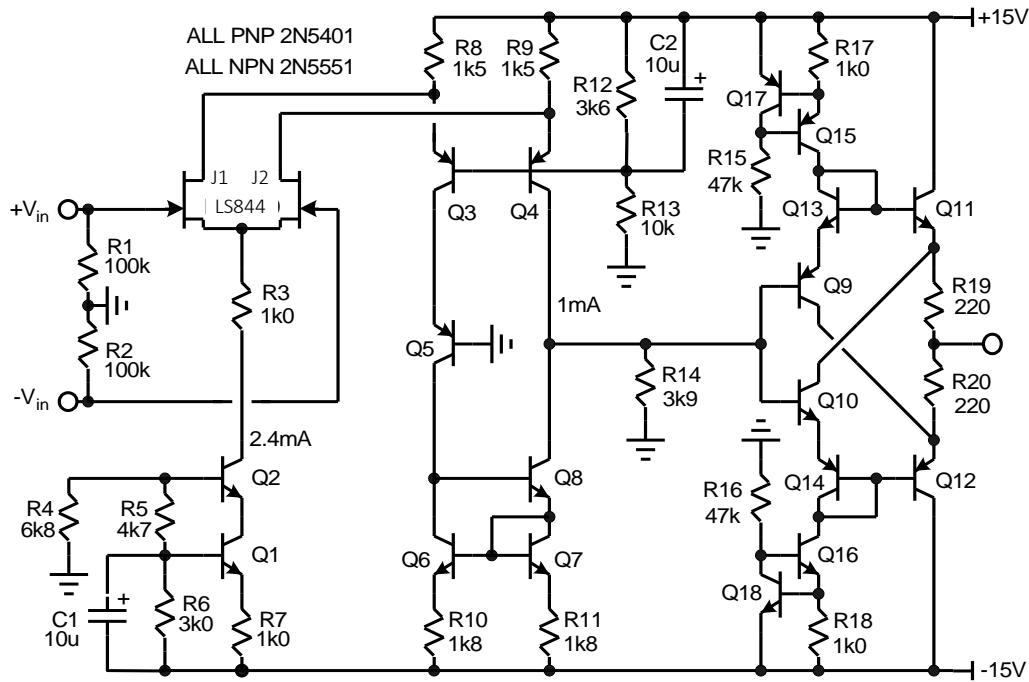 ALL PNP 2N5401
ALL NPN 2N5551
+15V
R8
1k5
R9
1k5
C2
10u
+
R12
3k6
R17
1k0
Q17
Q15
R15
47k
J1
J2
LS844
Q3
Q4
R13
10k
Q13
Q11
+Vin
R1
100k
R2
100k
-Vin
R3
1k0
1mA
Q9
R19
220
Q5
R14
3k9
Q10
R20
220
2.4mA
Q2
Q8
Q14
Q12
R4
6k8
R5
4k7
R16
47k
Q1
Q6
Q7
Q16
C1
10u
+
R6
3k0
R7
1k0
R10
1k8
R11
1k8
Q18
R18
1k0
-15V